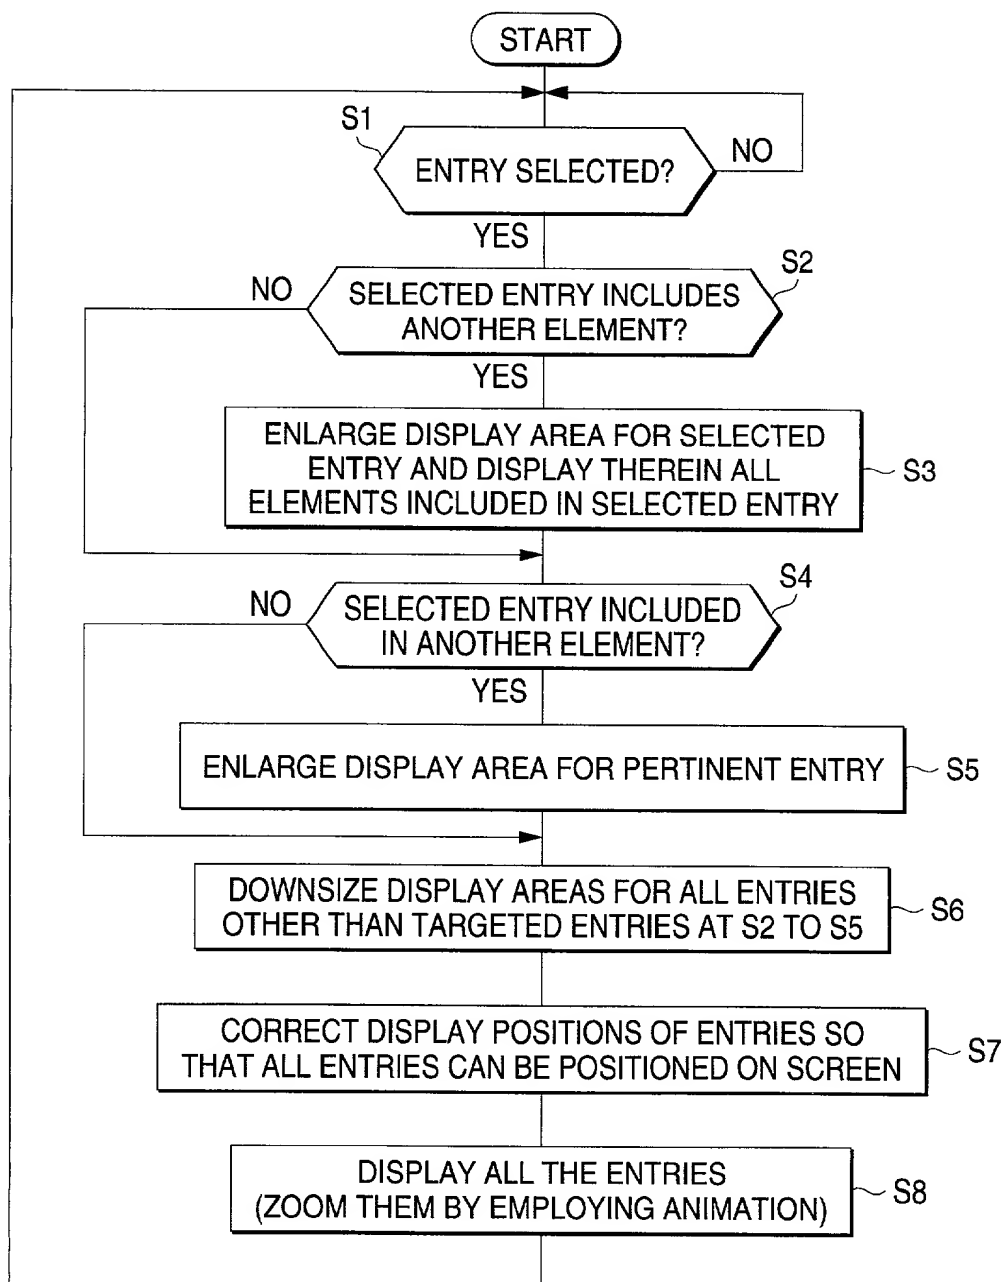 START
S1
ENTRY SELECTED?
NO
YES
S2
NO
SELECTED ENTRY INCLUDES
ANOTHER ELEMENT?
YES
ENLARGE DISPLAY AREA FOR SELECTED
ENTRY AND DISPLAY THEREIN ALL
ELEMENTS INCLUDED IN SELECTED ENTRY
S3
S4
NO
SELECTED ENTRY INCLUDED
IN ANOTHER ELEMENT?
YES
ENLARGE DISPLAY AREA FOR PERTINENT ENTRY
S5
DOWNSIZE DISPLAY AREAS FOR ALL ENTRIES
OTHER THAN TARGETED ENTRIES AT S2 TO S5
S6
CORRECT DISPLAY POSITIONS OF ENTRIES SO
THAT ALL ENTRIES CAN BE POSITIONED ON SCREEN
S7
DISPLAY ALL THE ENTRIES
(ZOOM THEM BY EMPLOYING ANIMATION)
S8